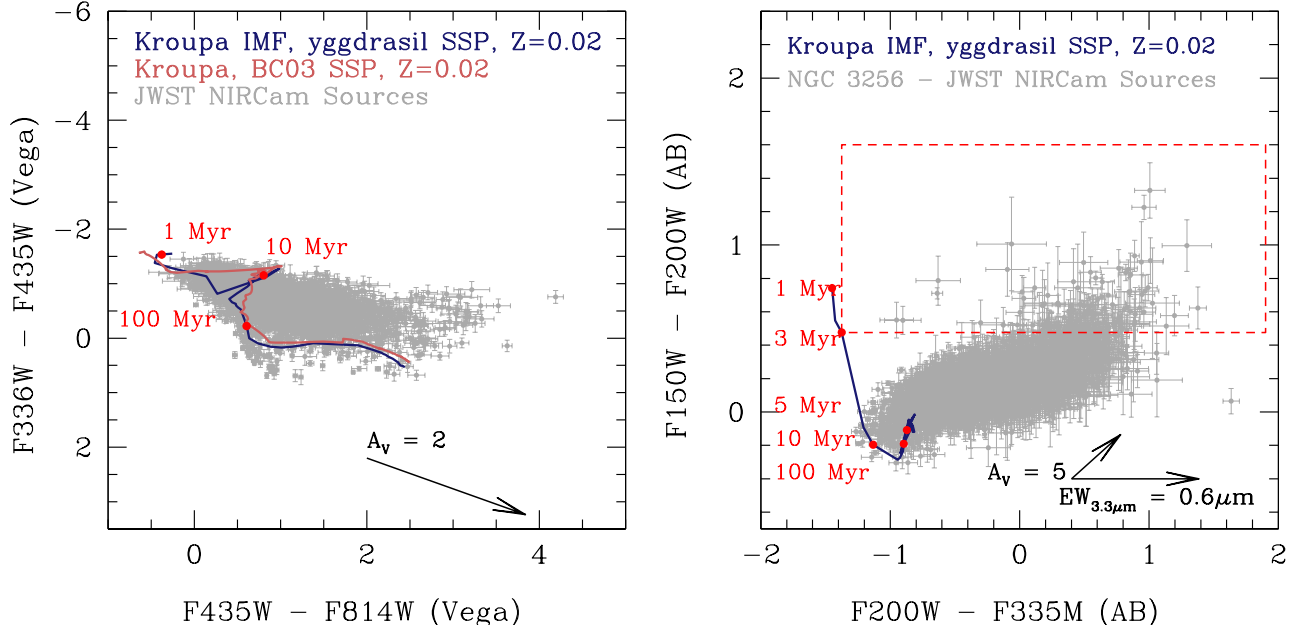 Kroupa IMF, yggdrasil SSP, Z=0.02
Kroupa, BC03 SSP, Z=0.02
JWST NIRCam Sources
1 Myr
10 Myr
100 Myr
A_V = 2
−6
−4
−2
0
2
0
2
4
F336W − F435W (Vega)
F435W − F814W (Vega)
Kroupa IMF, yggdrasil SSP, Z=0.02
NGC 3256 − JWST NIRCam Sources
1 Myr
3 Myr
5 Myr
10 Myr
100 Myr
A_V = 5
EW_3.3μm = 0.6μm
2
1
0
−2
−1
0
1
2
F150W − F200W (AB)
F200W − F335M (AB)